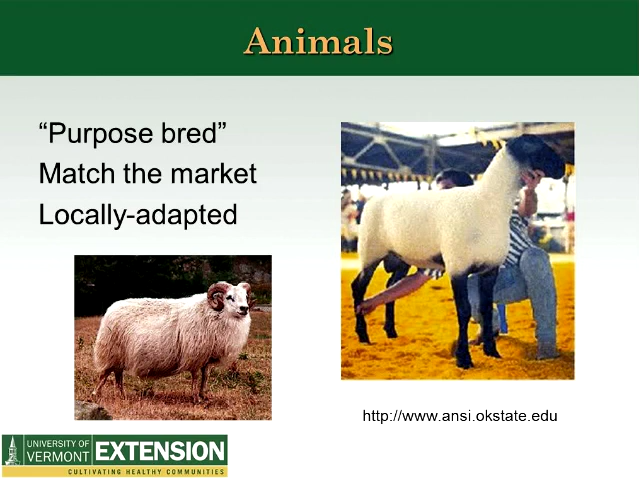 Animals
“Purpose bred”
Match the market
Locally-adapted
http://www.ansi.okstate.edu
UNIVERSITY OF
VERMONT
EXTENSION
CULTIVATING HEALTHY COMMUNITIES